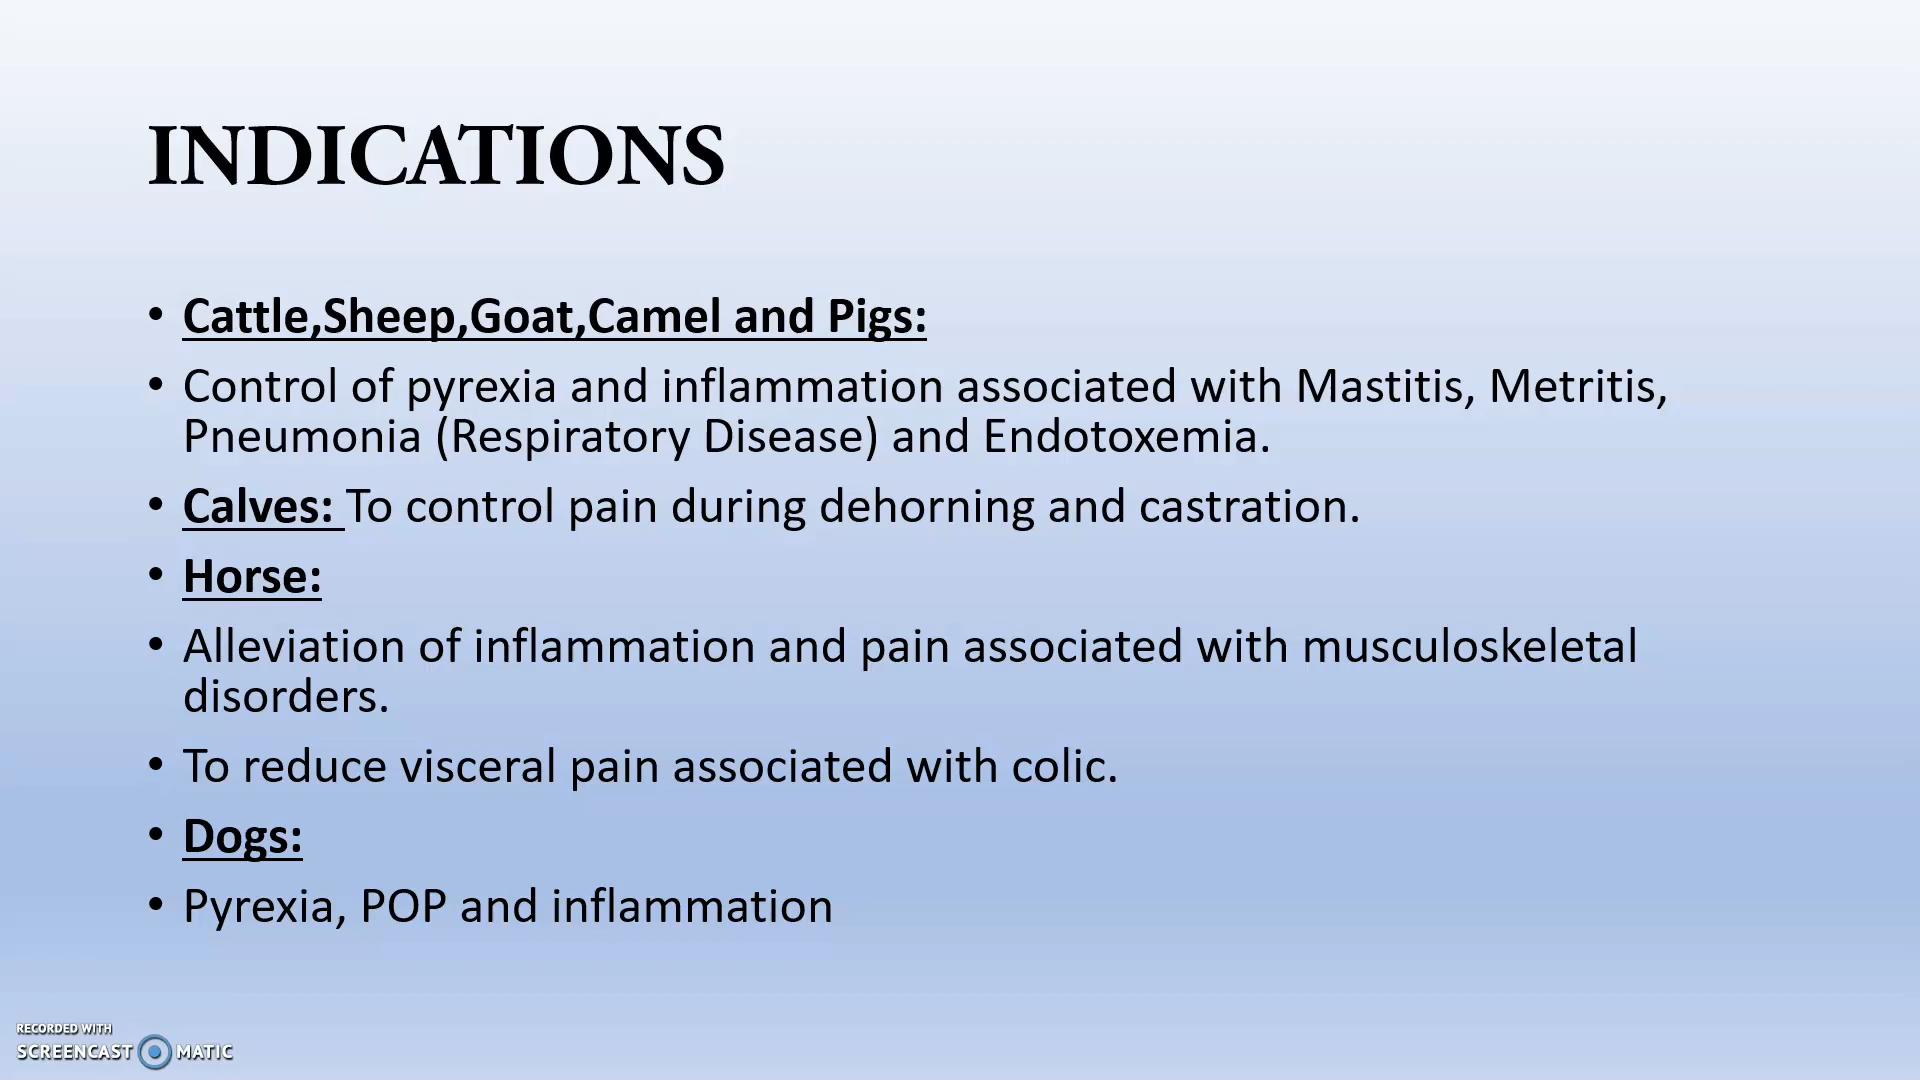 INDICATIONS
• Cattle,Sheep,Goat,Camel and Pigs:
• Control of pyrexia and inflammation associated with Mastitis, Metritis,
Pneumonia (Respiratory Disease) and Endotoxemia.
• Calves: To control pain during dehorning and castration.
• Horse:
• Alleviation of inflammation and pain associated with musculoskeletal
disorders.
• To reduce visceral pain associated with colic.
• Dogs:
• Pyrexia, POP and inflammation
RECORDED WITH
SCREENCAST MATIC